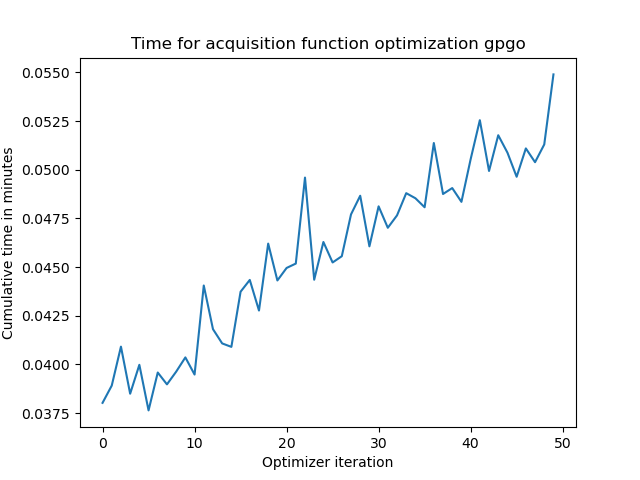 Time for acquisition function optimization gpgo
Cumulative time in minutes
0.0550
0.0525
0.0500
0.0475
0.0450
0.0425
0.0400
0.0375
0 10 20 30 40 50
Optimizer iteration